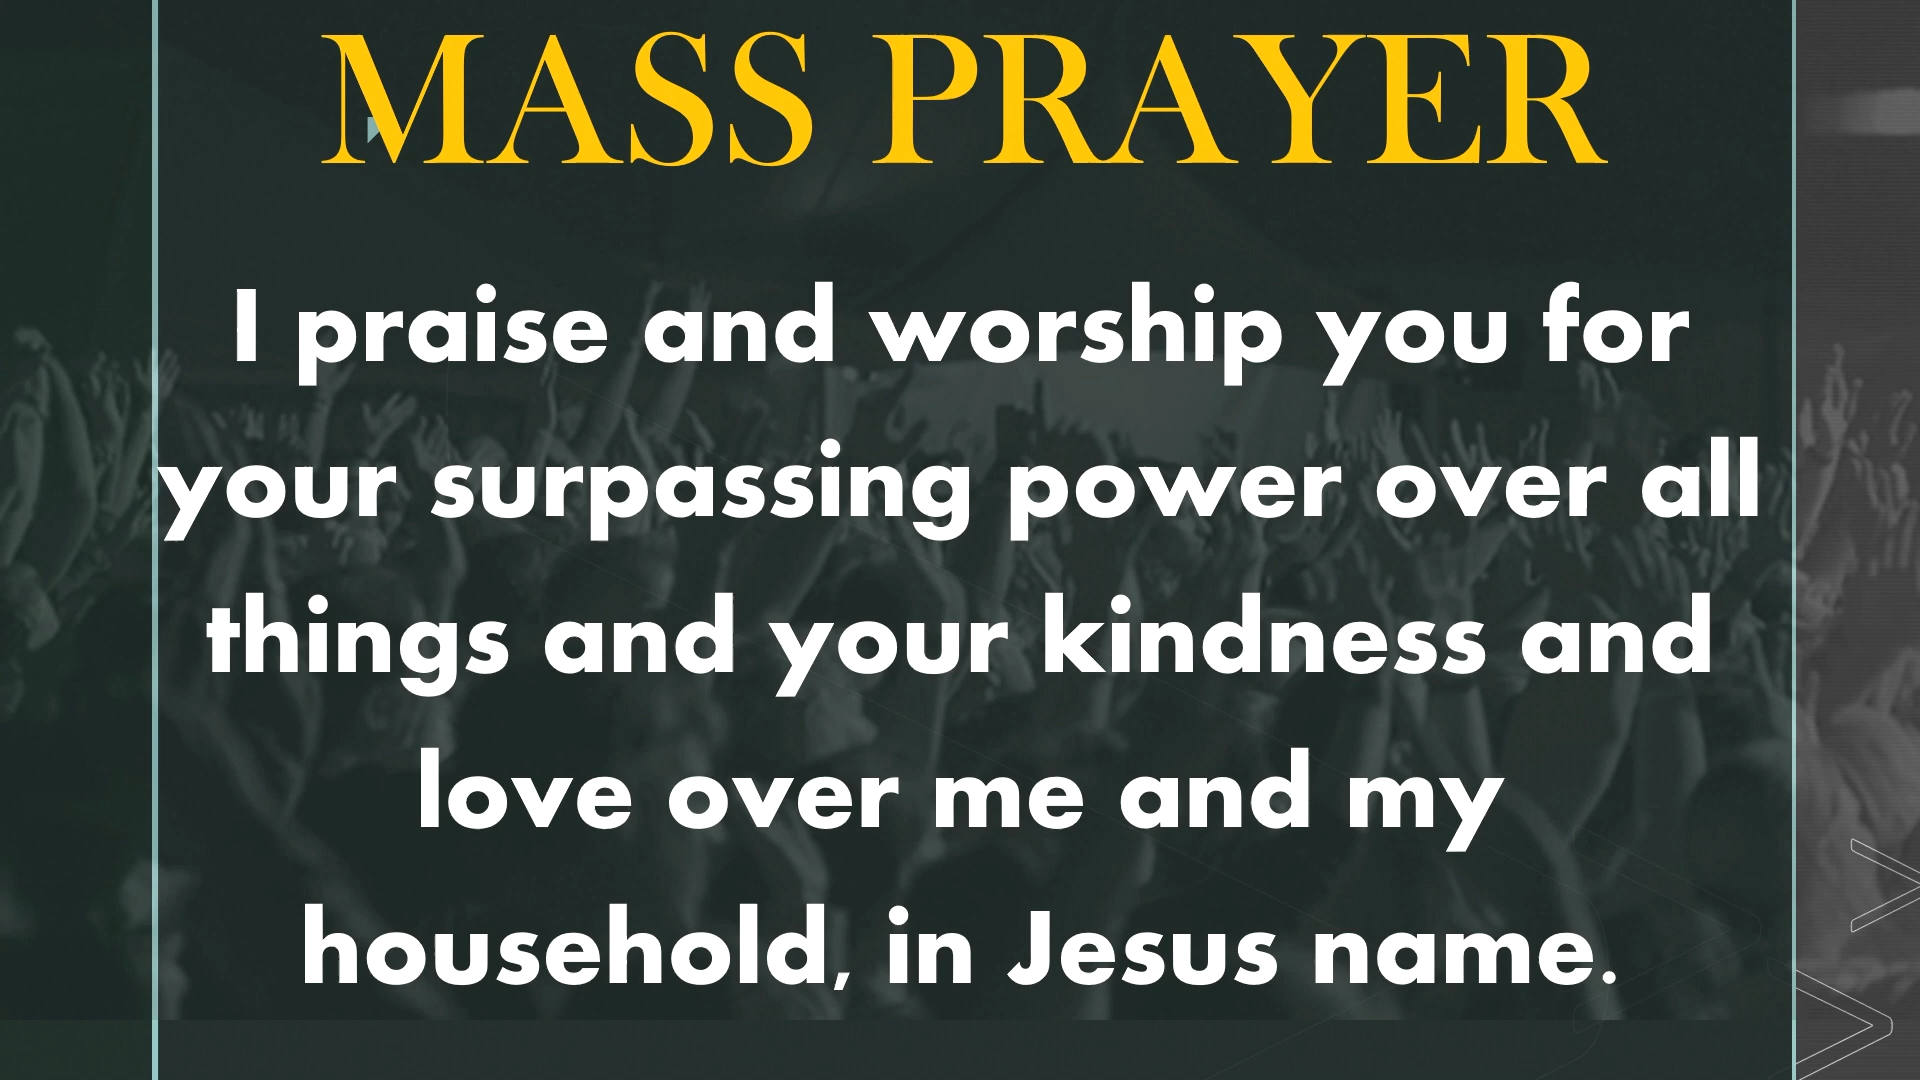 MASS PRAYER
I praise and worship you for
your surpassing power over all
things and your kindness and
love over me and my
household, in Jesus name.